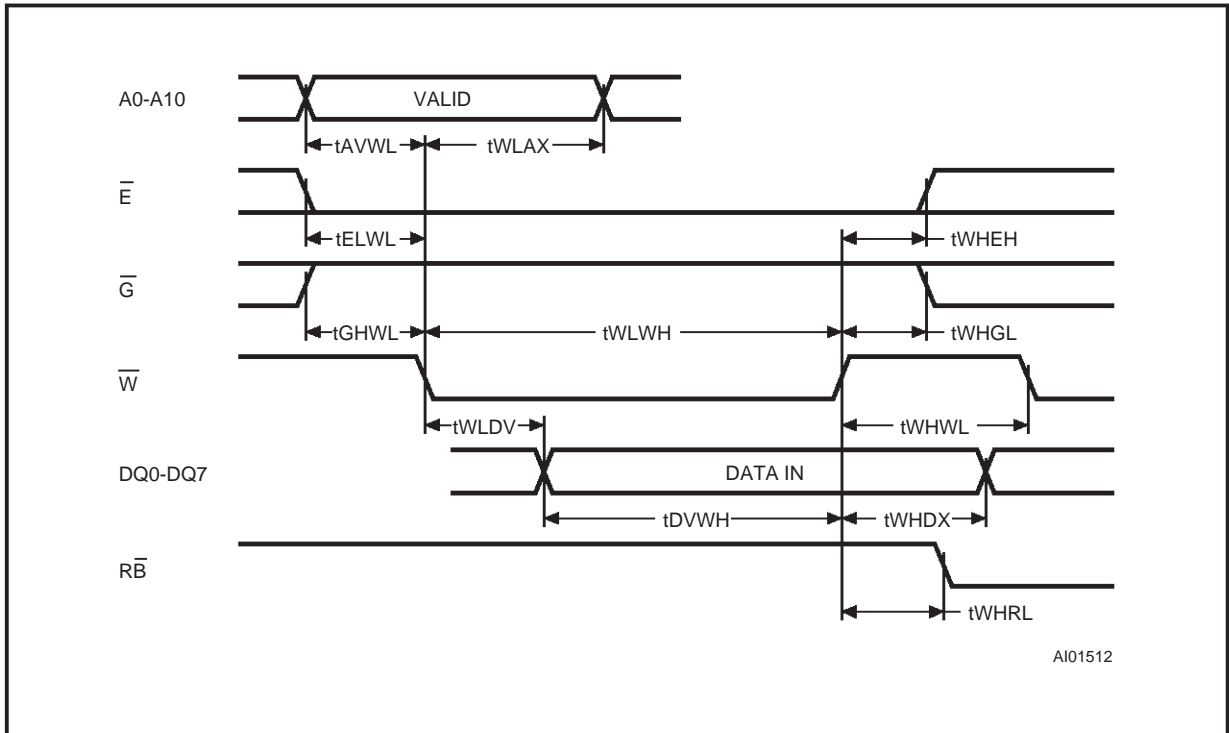 A0-A10 VALID
tAVWL tWLAX
E̅
tELWL tWHEH
G̅
tGHWL tWLWH tWHGL
W̅
tWLDV tWHWL
DQ0-DQ7 DATA IN
tDVWH tWHDX
RB̅
tWHRL
AI01512